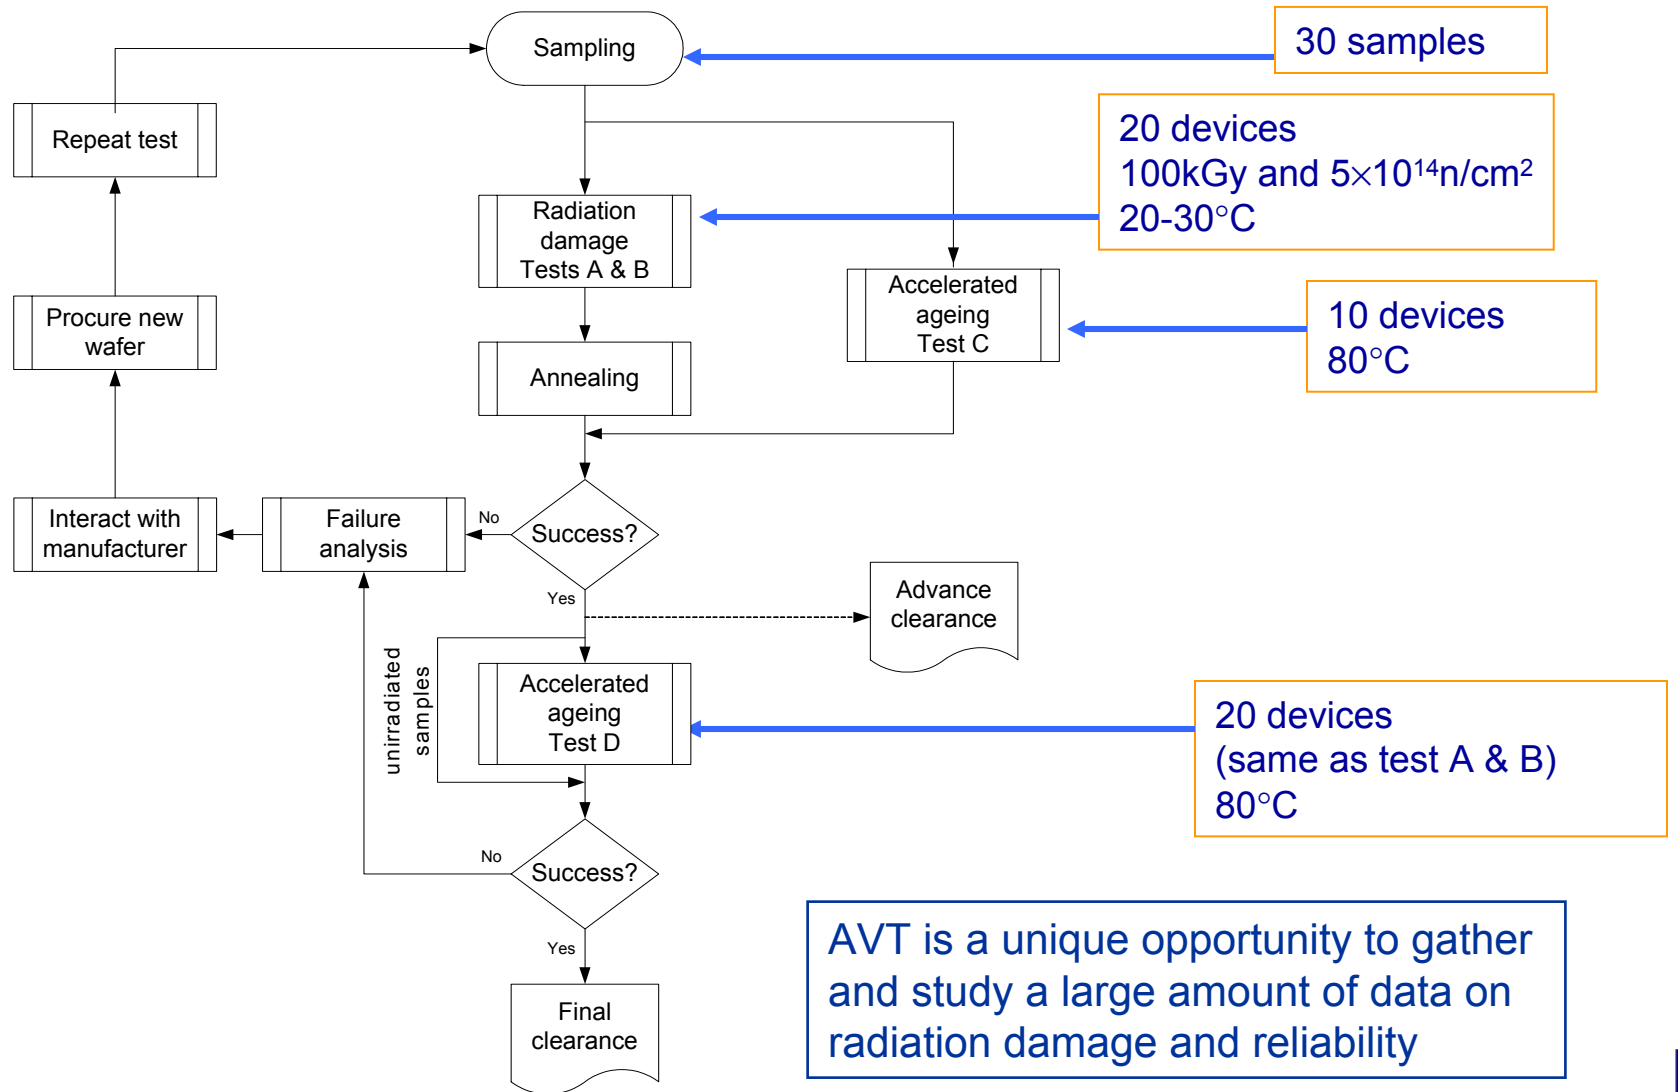 Sampling
30 samples
Repeat test
20 devices
100kGy and 5×10¹⁴n/cm²
20-30°C
Radiation
damage
Tests A & B
Accelerated
ageing
Test C
10 devices
80°C
Procure new
wafer
Annealing
Interact with
manufacturer
Failure
analysis
No
Success?
Yes
Advance
clearance
unirradiated
samples
Accelerated
ageing
Test D
20 devices
(same as test A & B)
80°C
No
Success?
Yes
Final
clearance
AVT is a unique opportunity to gather
and study a large amount of data on
radiation damage and reliability